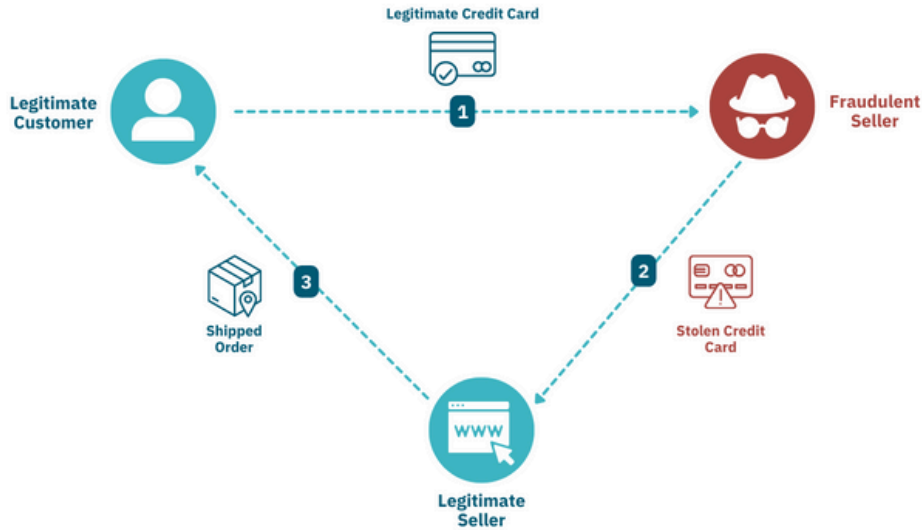 Legitimate Credit Card
Legitimate
Customer
1
Fraudulent
Seller
3
2
Shipped
Order
Stolen Credit
Card
www
Legitimate
Seller